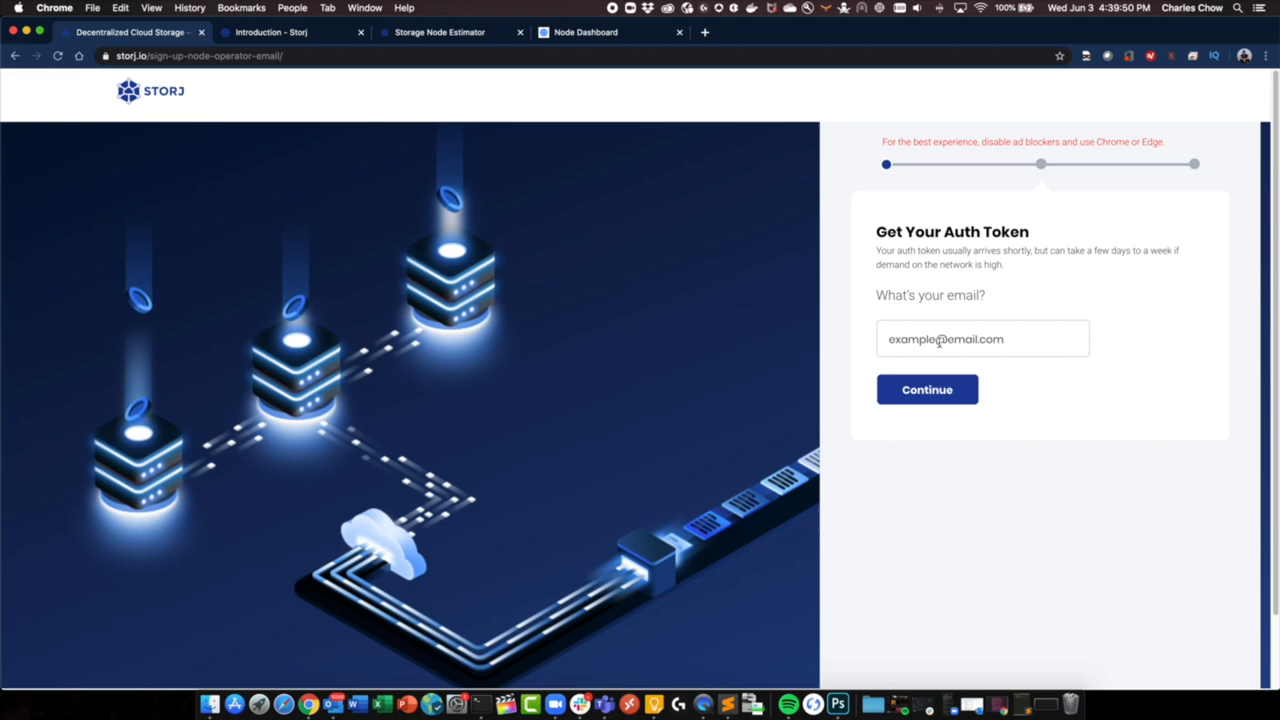 Chrome File Edit View History Bookmarks People Tab Window Help 100% Wed Jun 3 4:39:50 PM Charles Chow
Decentralized Cloud Storage Introduction - Storj Storage Node Estimator Node Dashboard
storj.io/sign-up-node-operator-email/
STORJ
For the best experience, disable ad blockers and use Chrome or Edge.
Get Your Auth Token
Your auth token usually arrives shortly, but can take a few days to a week if
demand on the network is high.
What's your email?
example@email.com
Continue